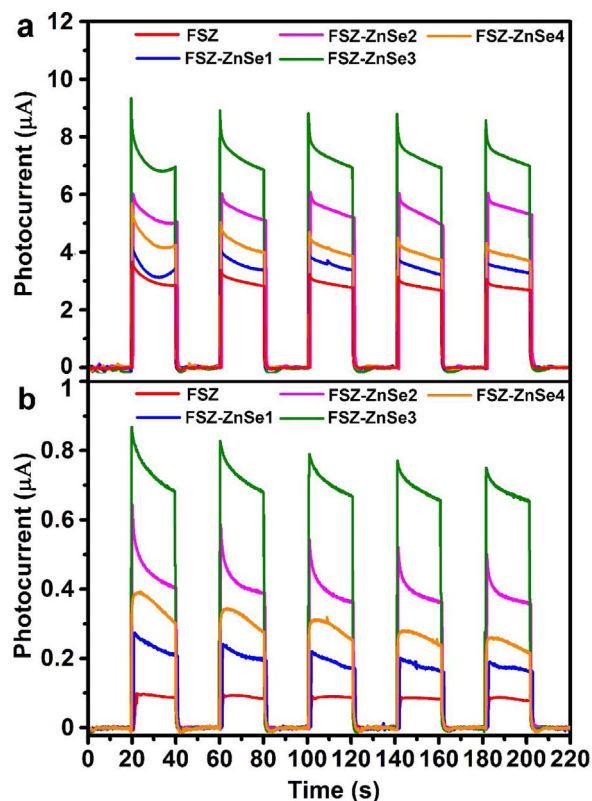 a
12
FSZ FSZ-ZnSe2 FSZ-ZnSe4
FSZ-ZnSe1 FSZ-ZnSe3
10
8
6
4
2
0
Photocurrent (μA)
b
1
FSZ FSZ-ZnSe2 FSZ-ZnSe4
FSZ-ZnSe1 FSZ-ZnSe3
0.8
0.6
0.4
0.2
0
Photocurrent (μA)
0 20 40 60 80 100 120 140 160 180 200 220
Time (s)